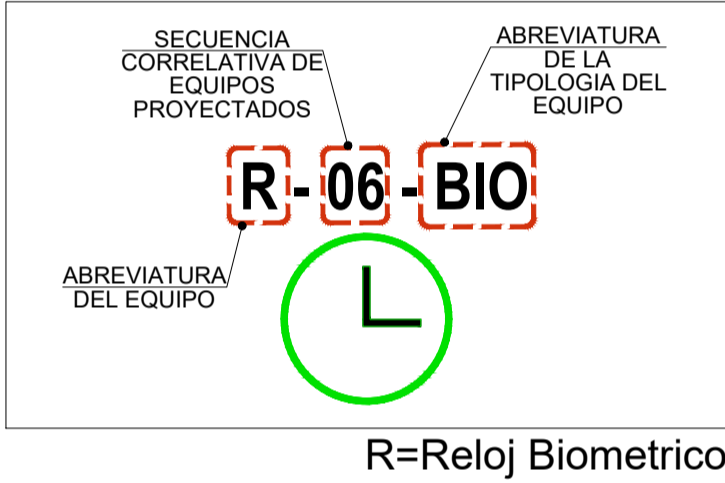 SECUENCIA
CORRELATIVA DE
EQUIPOS
PROYECTADOS
ABREVIATURA
DE LA
TIPOLOGIA DEL
EQUIPO
R - 06 - BIO
ABREVIATURA
DEL EQUIPO
R=Reloj Biometrico